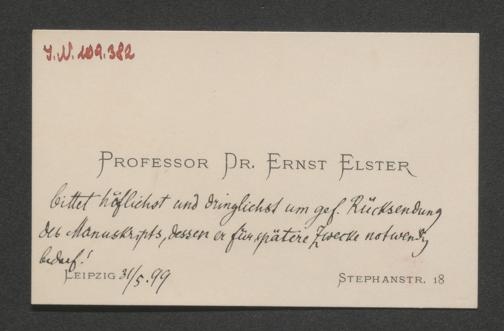 J.N. 109.382
Professor Dr. Ernst Elster
bittet höflichst und dringlichst um gef. Rücksendung
des Manuskripts, dessen er für spätere Zwecke notwendig
bedarf!
Leipzig 31/5.99 Stephanstr. 18